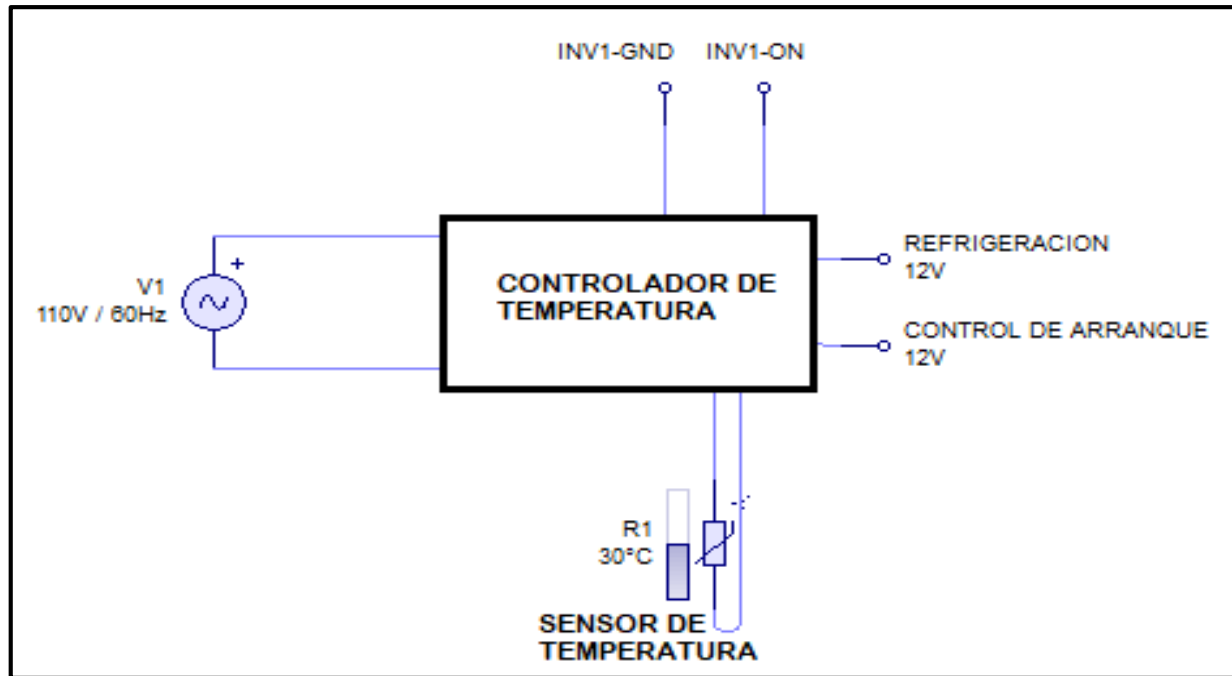 INV1-GND
INV1-ON
REFRIGERACION
12V
CONTROLADOR DE
TEMPERATURA
V1
110V / 60Hz
CONTROL DE ARRANQUE
12V
R1
30°C
SENSOR DE
TEMPERATURA